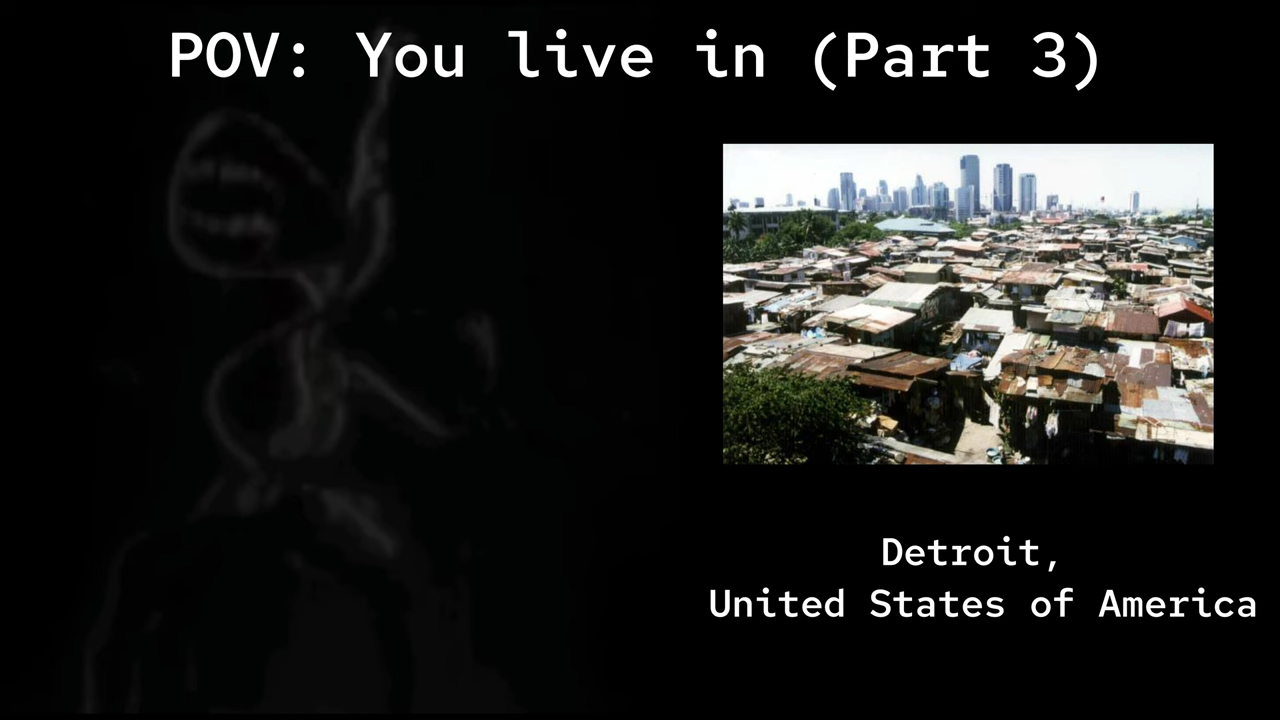 POV: You live in (Part 3)
Detroit,
United States of America